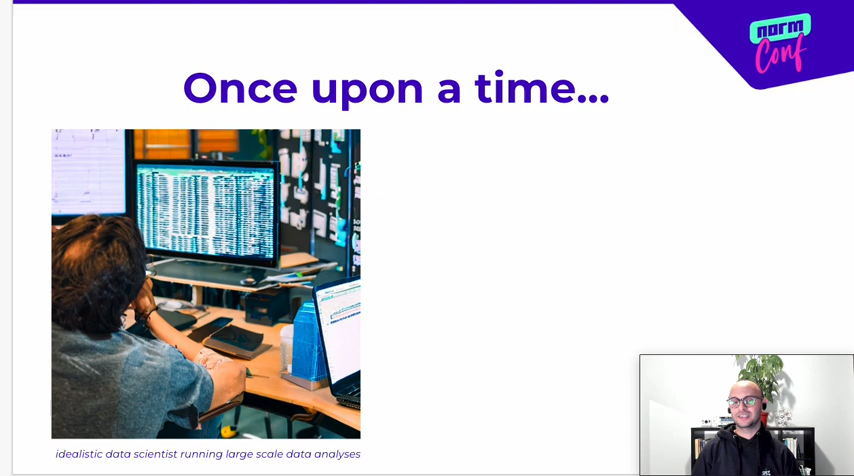 norm
Conf
Once upon a time...
idealistic data scientist running large scale data analyses